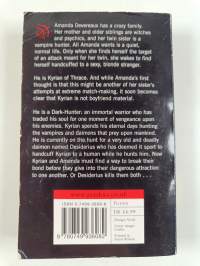 Amanda Devereaux has a crazy family.
Her mother and older siblings are witches
and psychics, and her twin sister is a
vampire hunter. All Amanda wants is a quiet,
normal life. Only when she finds herself the target
of an attack meant for her twin, she wakes to find
herself handcuffed to a sexy, blonde stranger.
He is Kyrian of Thrace. And while Amanda's first
thought is that this might be another of her sister's
attempts at extreme match-making, it soon becomes
clear that Kyrian is not boyfriend material.
He is a Dark-Hunter, an immortal warrior who has
traded his soul for one moment of vengeance upon
his enemies. Kyrian spends his eternal days hunting
the vampires and daimons that prey upon mankind.
He is currently on the hunt for a very old and deadly
daimon named Desiderius who has deemed it sport to
handcuff Kyrian to a human while he hunts him. Now
Kyrian and Amanda must find a way to break their
bond before they give into their dangerous attraction
to one another. Or Desiderius kills them both . . .
Fiction
UK £6.99
9 780749 936082